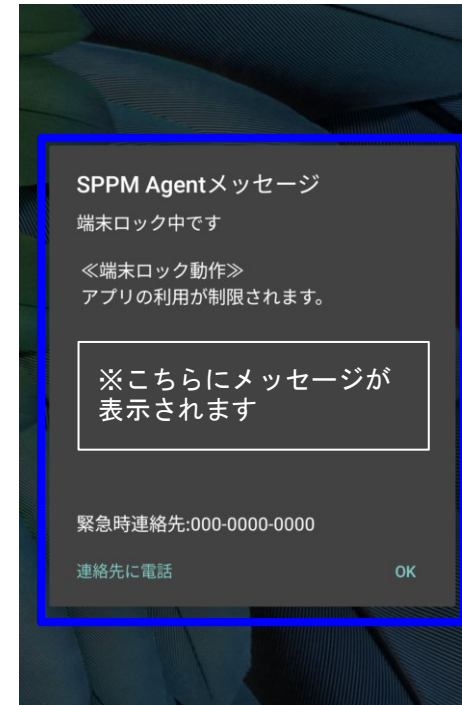 SPPM Agentメッセージ
端末ロック中です
≪端末ロック動作≫
アプリの利用が制限されます。
※こちらにメッセージが
表示されます
緊急時連絡先:000-0000-0000
連絡先に電話
OK